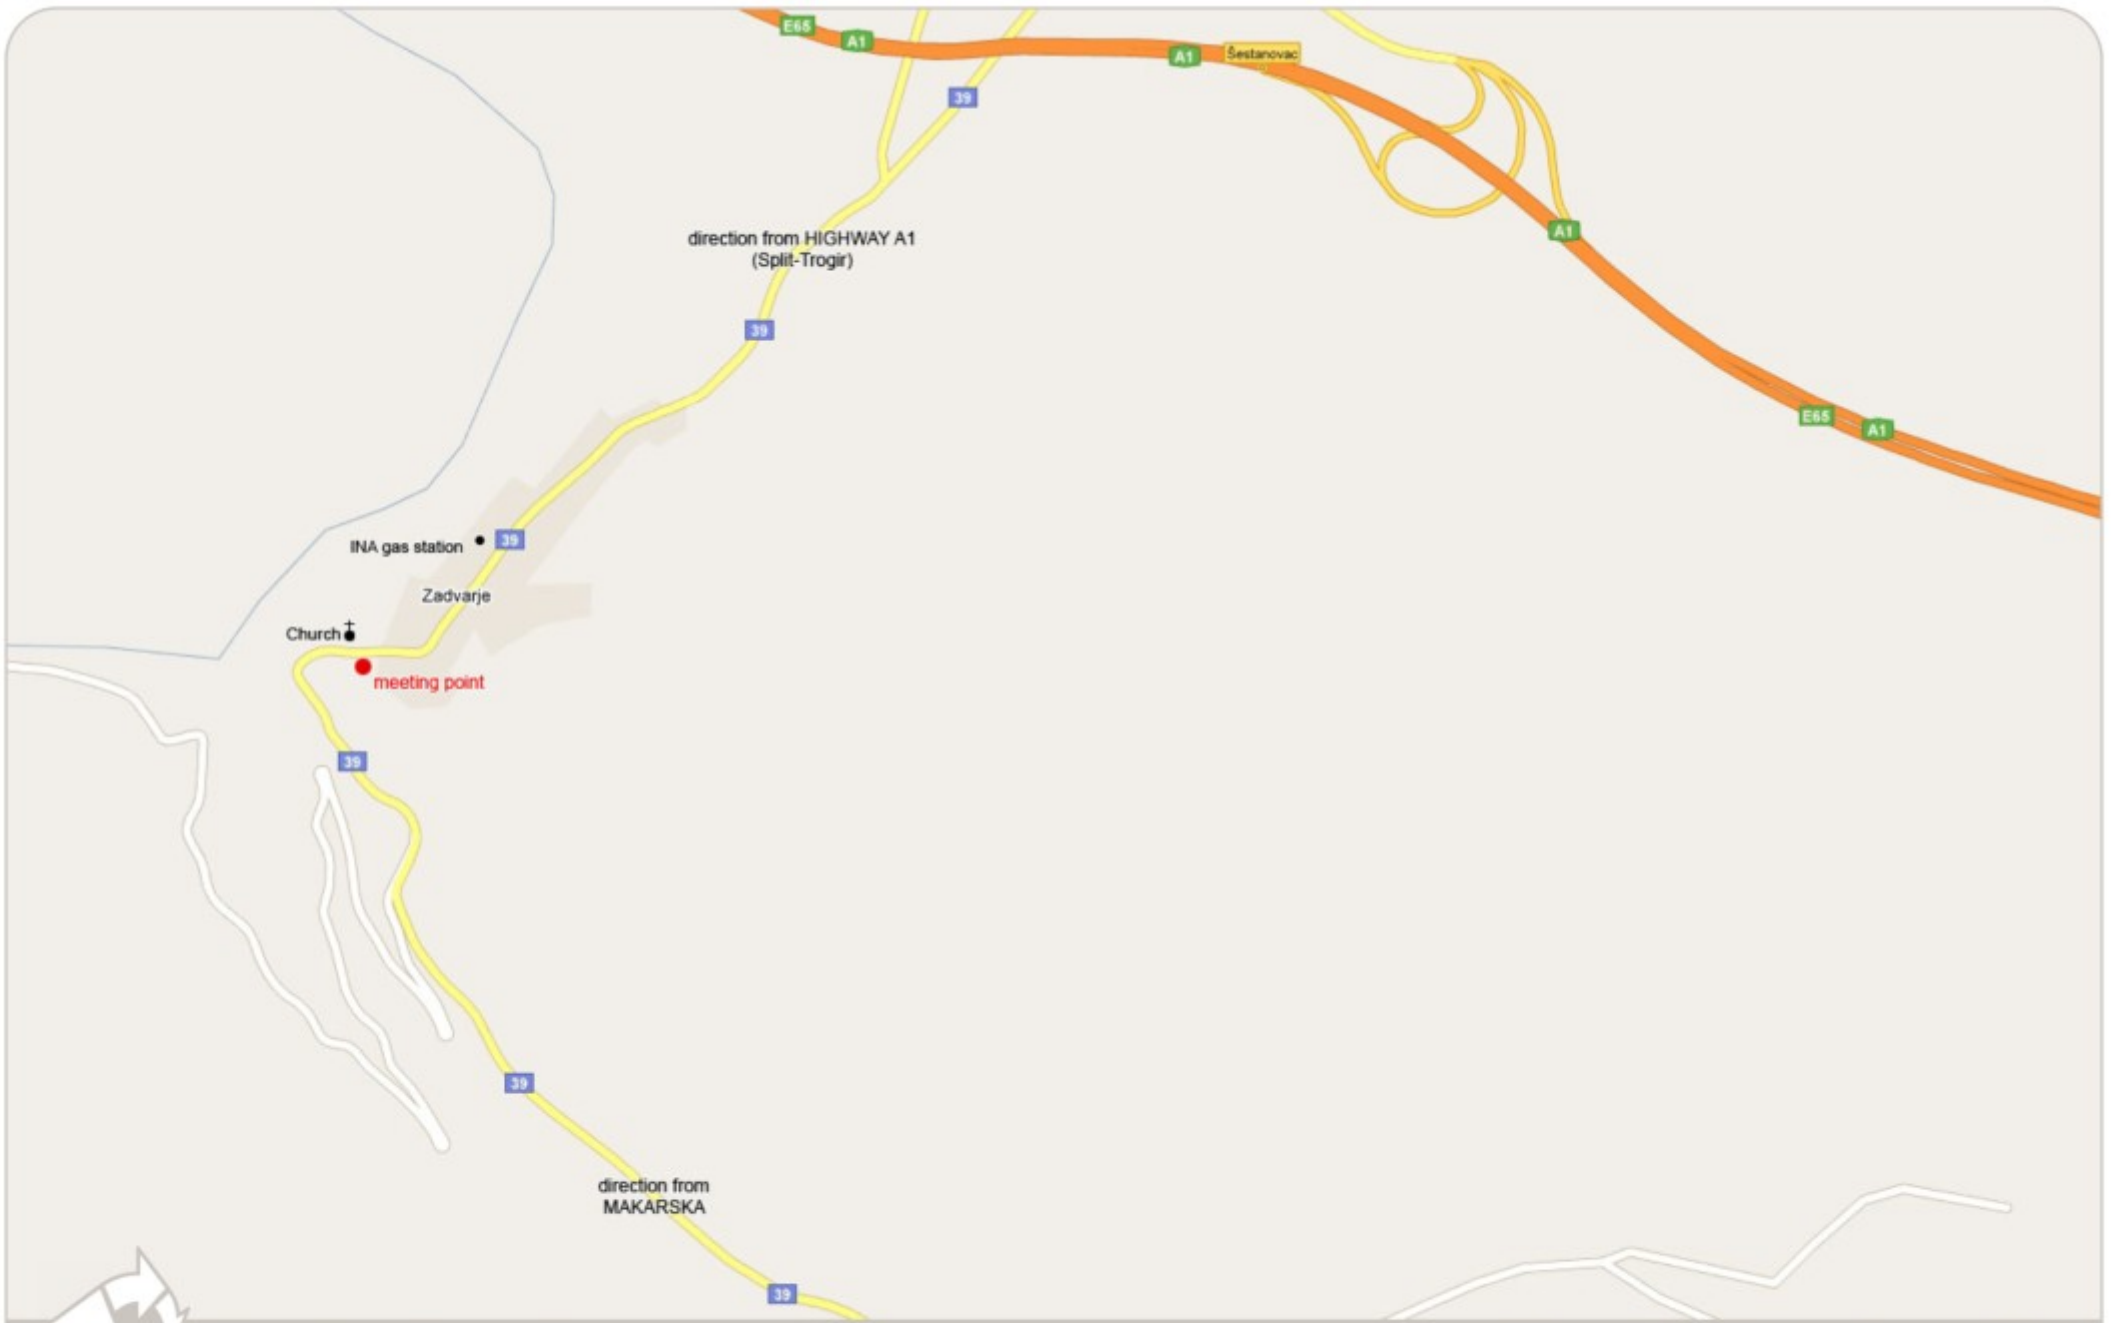 E65
A1
A1
Šestanovac
39
A1
direction from HIGHWAY A1
(Split-Trogir)
39
E65
A1
INA gas station
39
Zadvarje
Church
meeting point
39
39
direction from
MAKARSKA
39